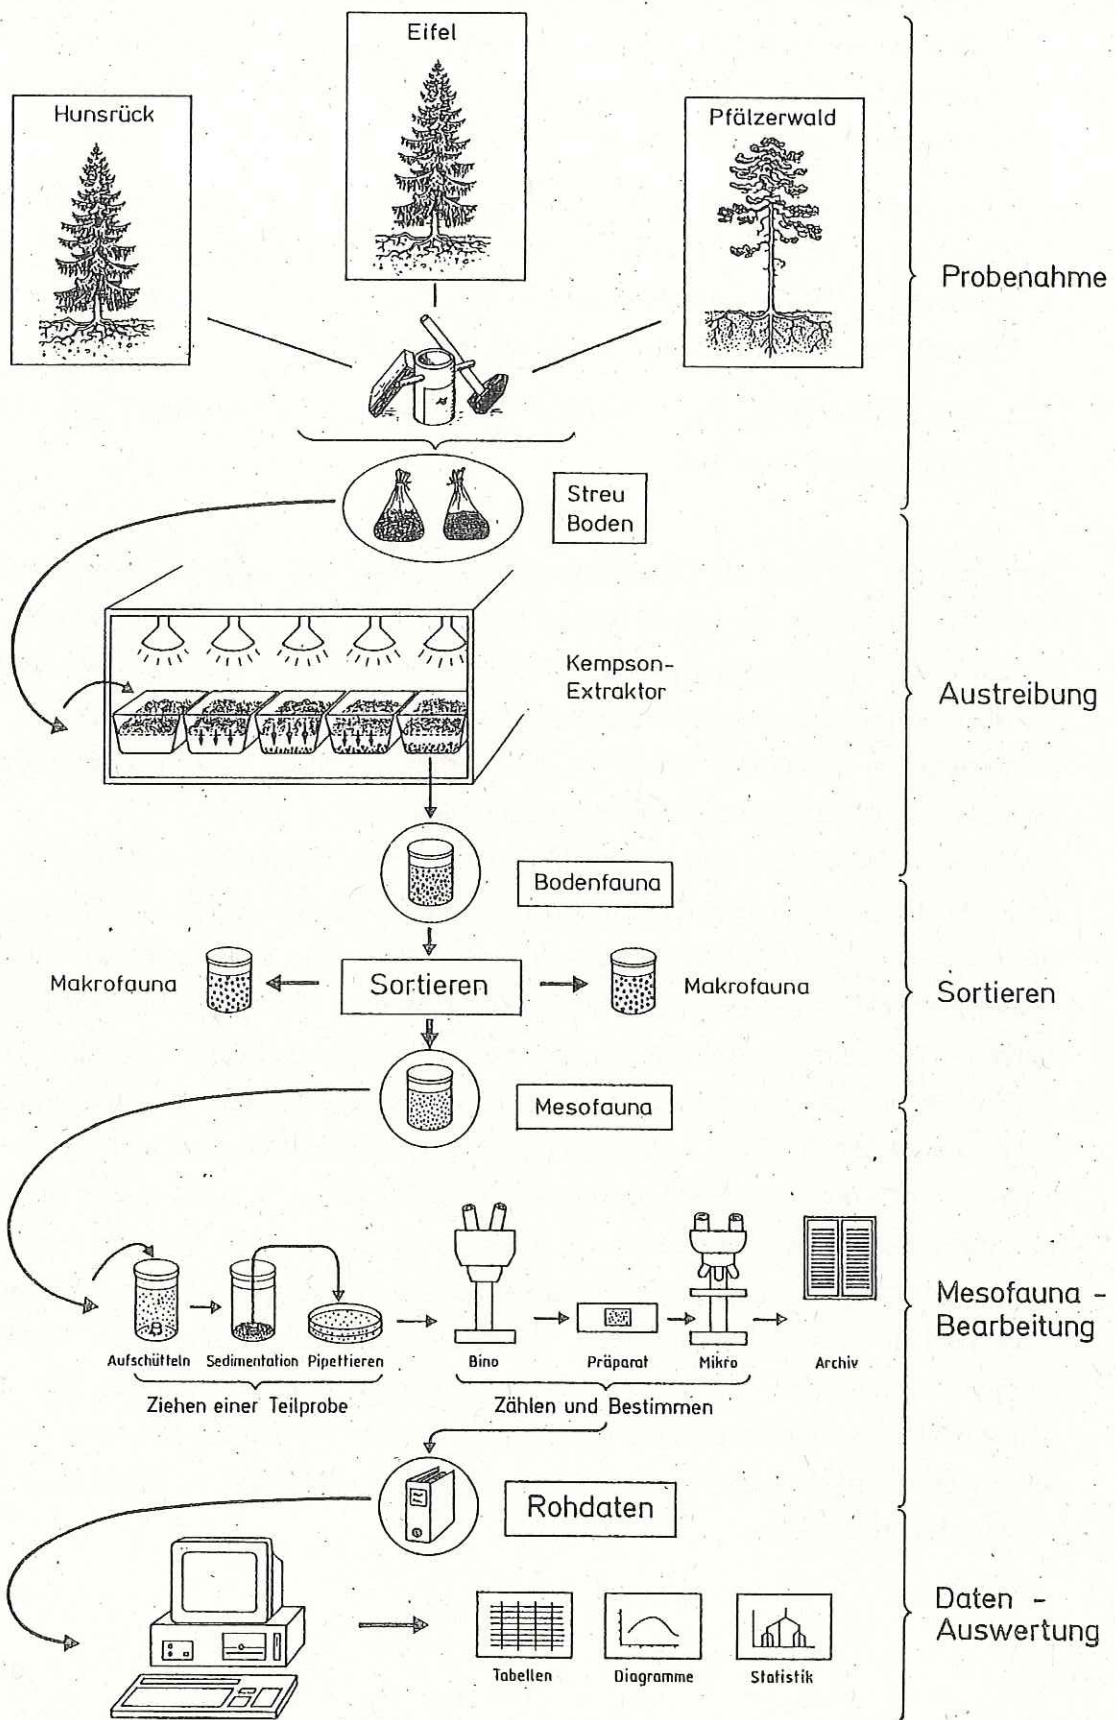 Eifel
Hunsrück
Pfälzerwald
Probenahme
Streu
Boden
Kempson-
Extraktor
Austreibung
Bodenfauna
Makrofauna
Sortieren
Makrofauna
Sortieren
Mesofauna
Mesofauna -
Bearbeitung
Aufschütteln
Sedimentation
Pipettieren
Bino
Präparat
Mikro
Archiv
Ziehen einer Teilprobe
Zählen und Bestimmen
Rohdaten
Daten -
Auswertung
Tabellen
Diagramme
Statistik